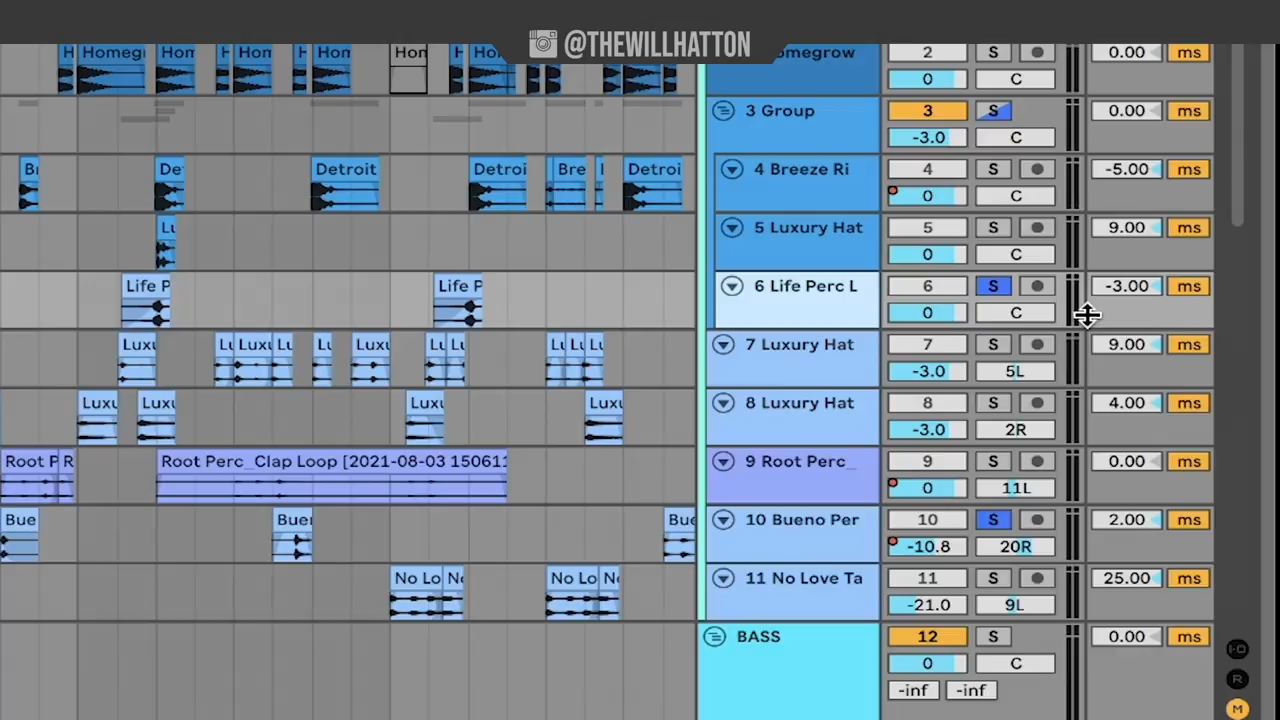 @THEWILLHATTON
H Homegr Hom H Hom H Hom Hom H Hom omegrow 2 S 0.00 ms
0 C
3 Group 3 S 0.00 ms
-3.0 C
Br De Detroit Detroi Bre Detroi 4 Breeze Ri 4 S -5.00 ms
0 C
Lu 5 Luxury Hat 5 S 9.00 ms
0 C
Life P Life P 6 Life Perc L 6 S -3.00 ms
0 C
Luxu Lu Luxu Lu Lu Luxu Lu Lu Lu Lu Lu 7 Luxury Hat 7 S 9.00 ms
-3.0 5L
Luxu Luxu Luxu Luxu 8 Luxury Hat 8 S 4.00 ms
-3.0 2R
Root P R Root Perc_Clap Loop [2021-08-03 150611 9 Root Perc_ 9 S 0.00 ms
0 11L
Bue Buer Bue 10 Bueno Per 10 S 2.00 ms
-10.8 20R
No Lo No No Lo No 11 No Love Ta 11 S 25.00 ms
-21.0 9L
BASS 12 S 0.00 ms
0 C
-inf -inf
I-O
R
M